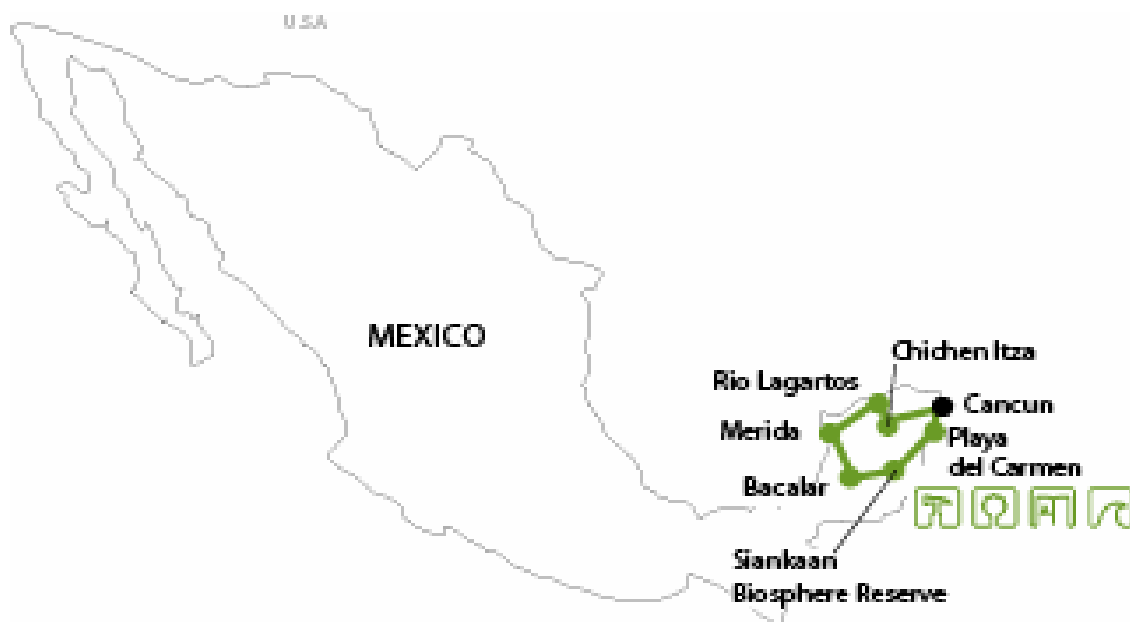 U.S.A
MEXICO
Chichen Itza
Rio Lagartos
Cancun
Merida
Playa
del Carmen
Bacalar
Siankaan
Biosphere Reserve